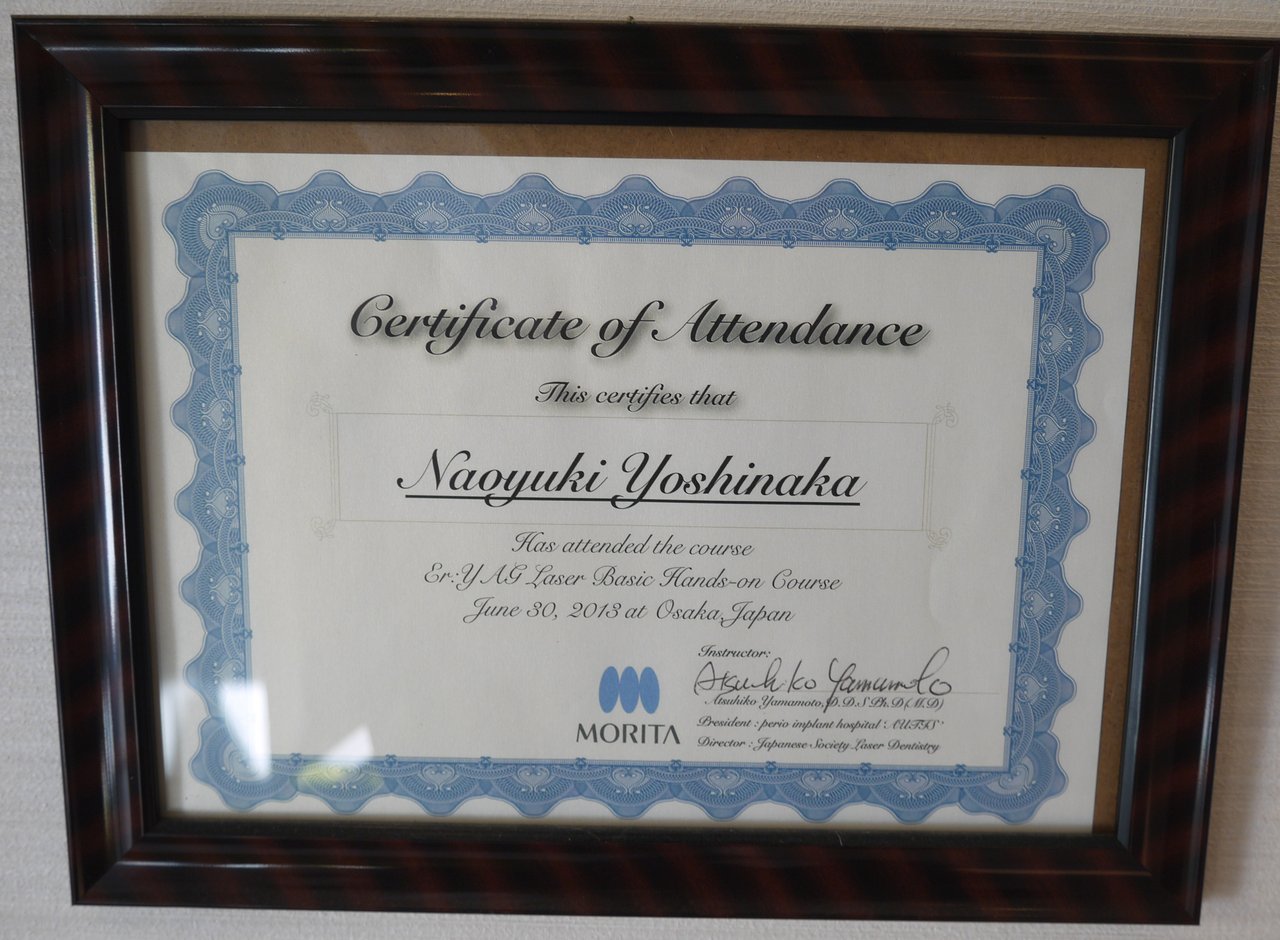 Certificate of Attendance
This certifies that
Naoyuki Yoshinaka
Has attended the course
Er:YAG Laser Basic Hands-on Course
June 30, 2013 at Osaka,Japan
Instructor:
Atsuhiko Yamamoto
Atsuhiko Yamamoto,D.D.S Ph.D(M.D)
President : perio implant hospital 'AUTIS'
Director : Japanese Society Laser Dentistry
MORITA